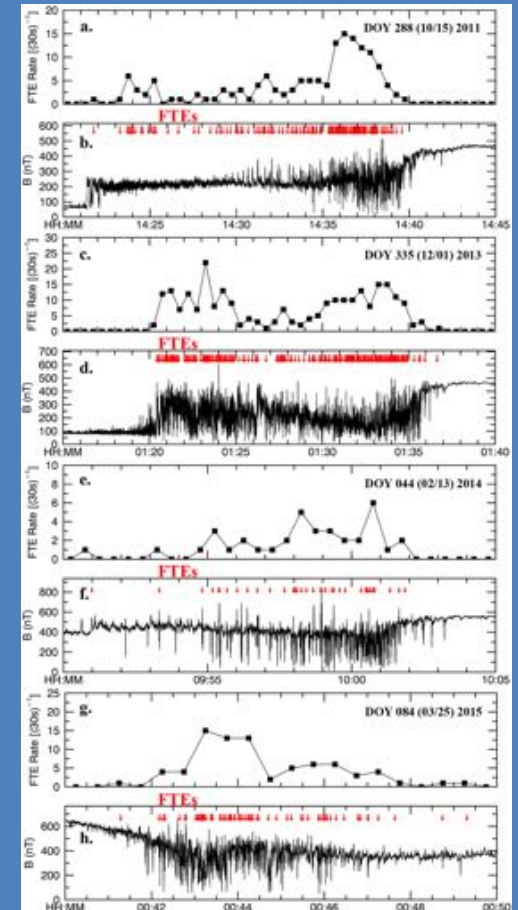 20
a.
DOY 288 (10/15) 2011
15
10
5
0
FTE Rate [(30s)⁻¹]
FTEs
600
500
400
300
200
100
0
b.
B (nT)
HH:MM 14:25 14:30 14:35 14:40 14:45
30
c.
DOY 335 (12/01) 2013
25
20
15
10
5
0
FTE Rate [(30s)⁻¹]
FTEs
700
600
500
400
300
200
100
0
d.
B (nT)
HH:MM 01:20 01:25 01:30 01:35 01:40
10
e.
DOY 044 (02/13) 2014
8
6
4
2
0
FTE Rate [(30s)⁻¹]
FTEs
800
600
400
200
0
f.
B (nT)
HH:MM 09:55 10:00 10:05
25
g.
DOY 084 (03/25) 2015
20
15
10
5
0
FTE Rate [(30s)⁻¹]
FTEs
600
400
200
0
h.
B (nT)
HH:MM 00:42 00:44 00:46 00:48 00:50